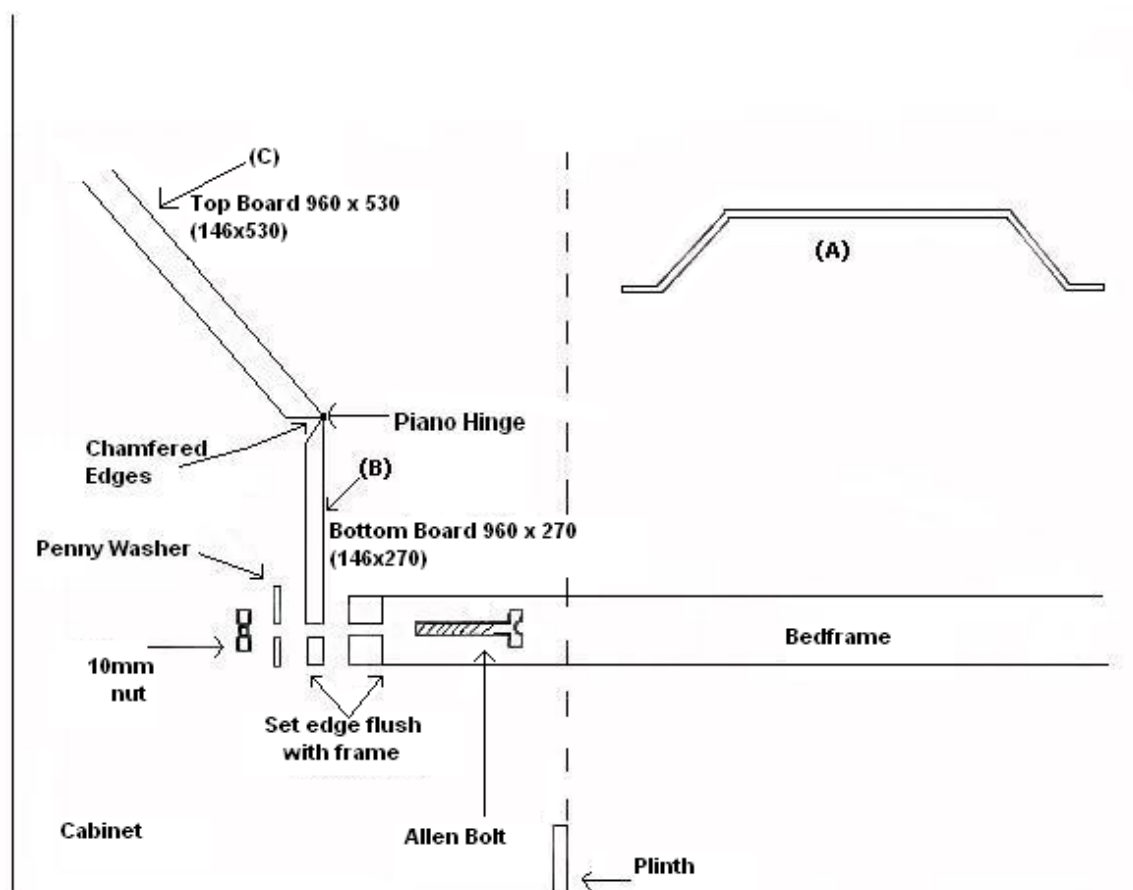 (C)
Top Board 960 x 530
(146x530)
(A)
Piano Hinge
Chamfered
Edges
(B)
Bottom Board 960 x 270
(146x270)
Penny Washer
Bedframe
10mm
nut
Set edge flush
with frame
Allen Bolt
Cabinet
Plinth